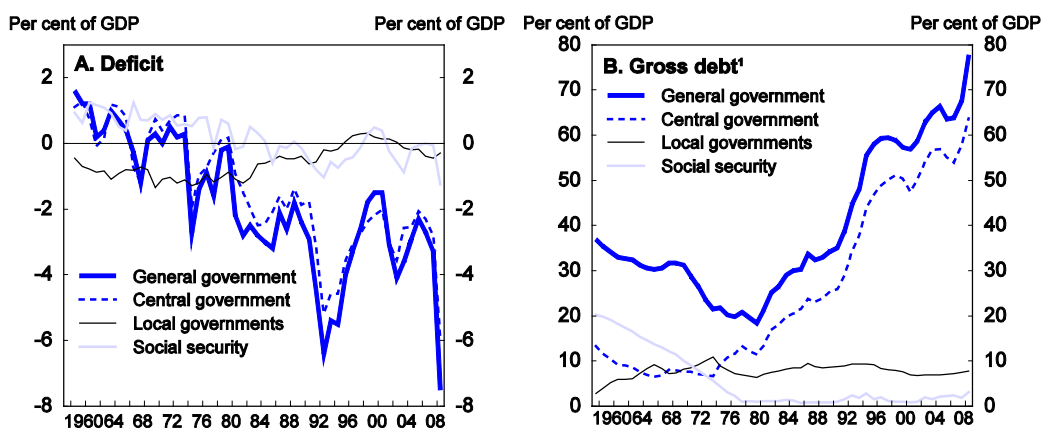 Per cent of GDP Per cent of GDP Per cent of GDP Per cent of GDP
A. Deficit
2 2
0 0
-2 -2
-4 -4
-6 -6
-8 -8
General government
Central government
Local governments
Social security
196064 68 72 76 80 84 88 92 96 00 04 08
B. Gross debt¹
General government
Central government
Local governments
Social security
80 80
70 70
60 60
50 50
40 40
30 30
20 20
10 10
0 0
196064 68 72 76 80 84 88 92 96 00 04 08